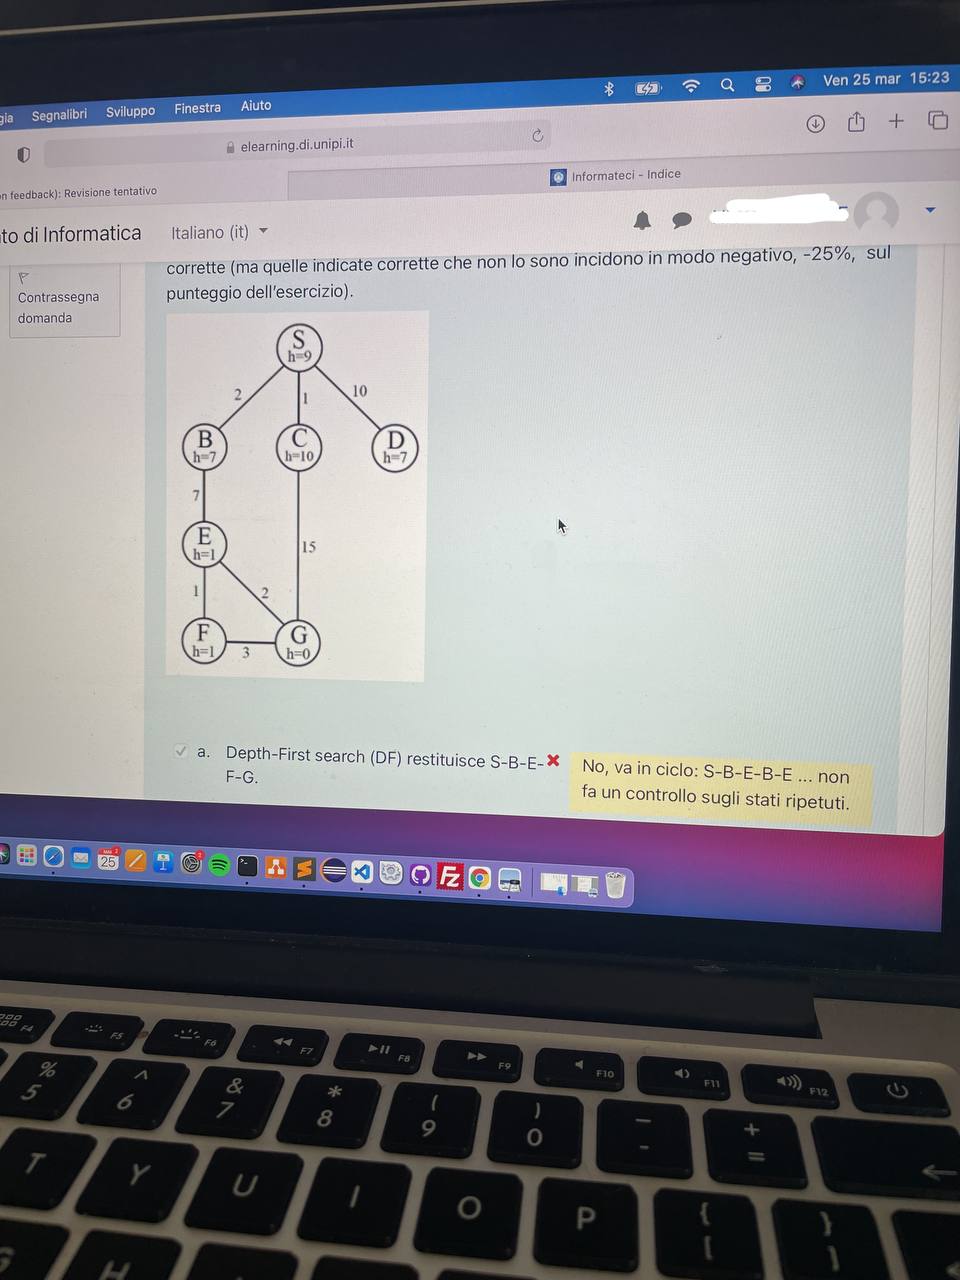 Ven 25 mar 15:23
gia Segnalibri Sviluppo Finestra Aiuto
elearning.di.unipi.it
on feedback): Revisione tentativo
Informateci - Indice
to di Informatica
Italiano (it)
Contrassegna
domanda
corrette (ma quelle indicate corrette che non lo sono incidono in modo negativo, -25%, sul
punteggio dell'esercizio).
S
h=9
2
1
10
B
h=7
C
h=10
D
h=7
7
E
h=1
15
1
2
F
h=1
3
G
h=0
a. Depth-First search (DF) restituisce S-B-E-
F-G.
No, va in ciclo: S-B-E-B-E ... non
fa un controllo sugli stati ripetuti.
25
FZ
F4
F5
F6
F7
F8
F9
F10
F11
F12
%
5
^
6
&
7
*
8
(
9
)
0
_
-
+
=
T
Y
U
I
O
P
{
[
}
]
G
H